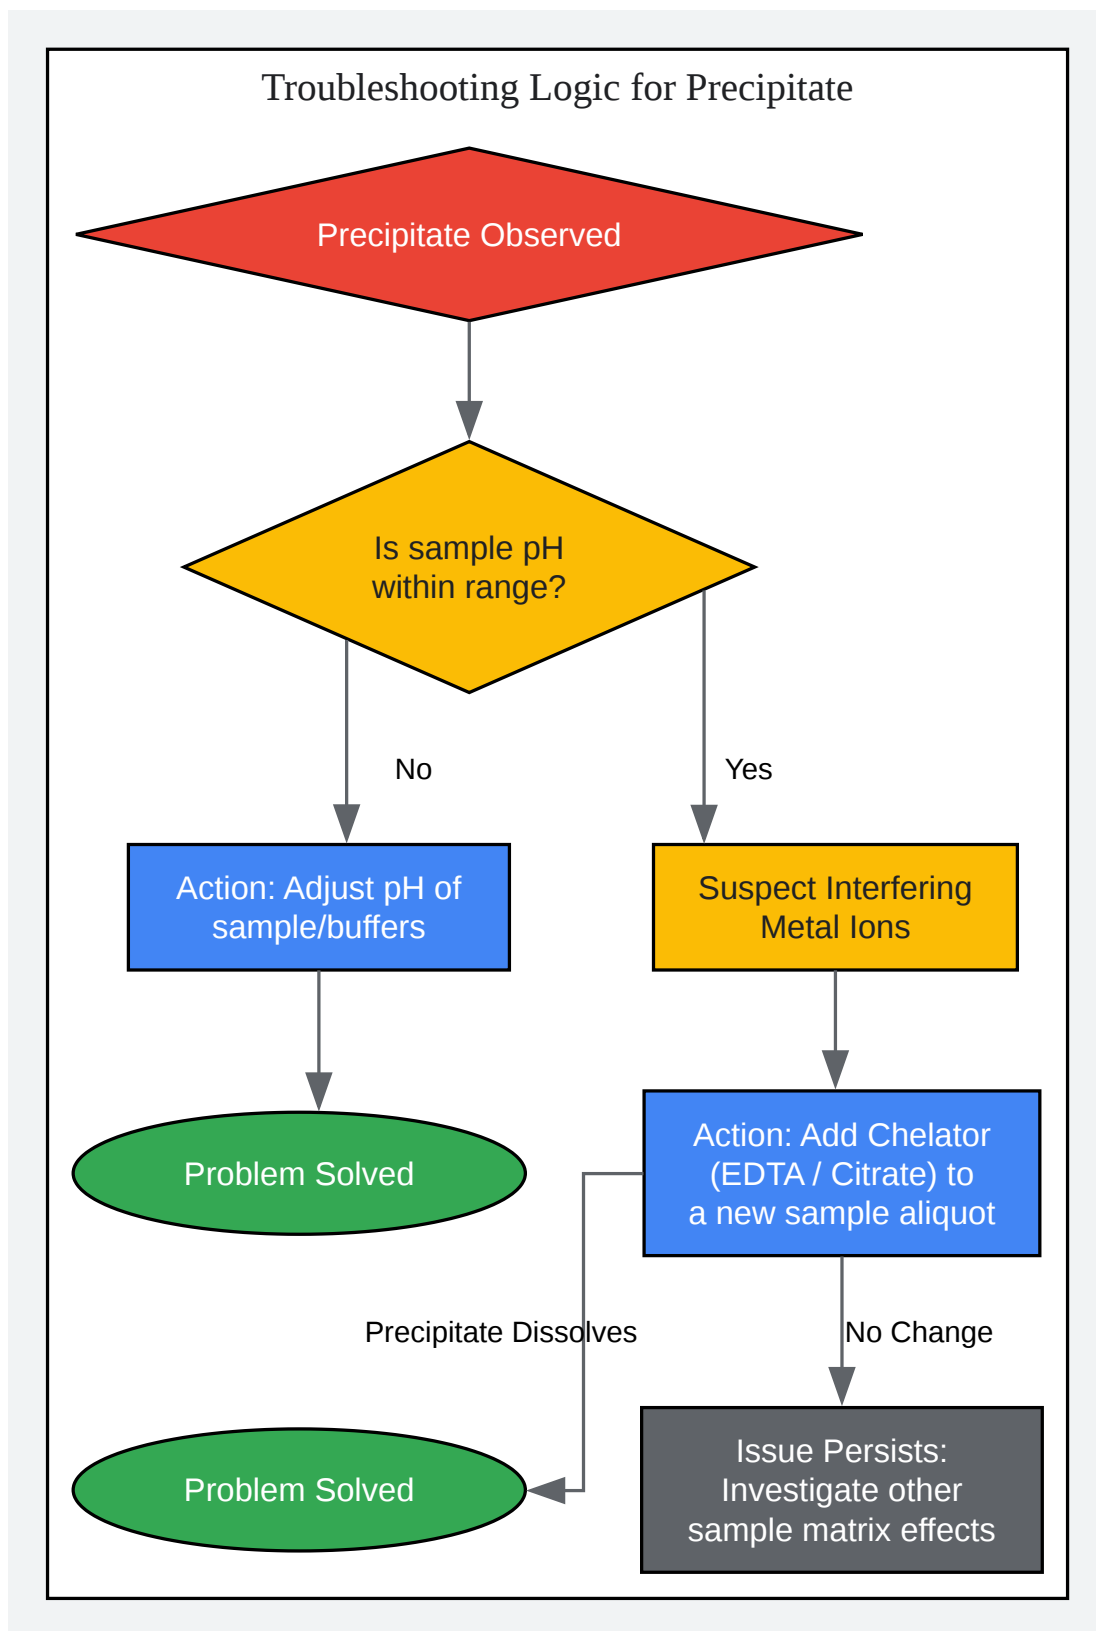 Troubleshooting Logic for Precipitate
Precipitate Observed
Is sample pH
within range?
No
Yes
Action: Adjust pH of
sample/buffers
Suspect Interfering
Metal Ions
Problem Solved
Action: Add Chelator
(EDTA / Citrate) to
a new sample aliquot
Precipitate Dissolves
No Change
Problem Solved
Issue Persists:
Investigate other
sample matrix effects